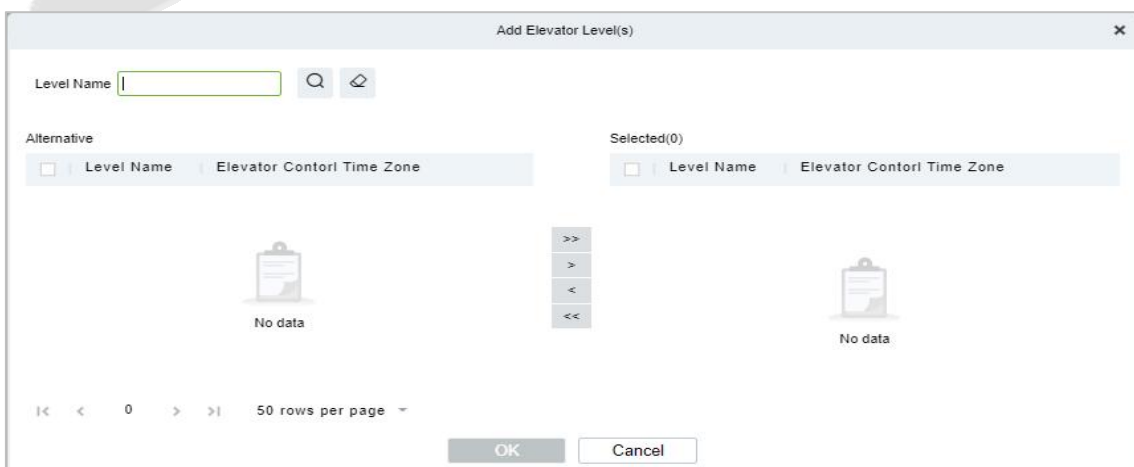 Add Elevator Level(s)
Level Name
Alternative
Selected(0)
Level Name Elevator Contorl Time Zone
Level Name Elevator Contorl Time Zone
>>
>
<
<<
No data
No data
0 50 rows per page
OK Cancel